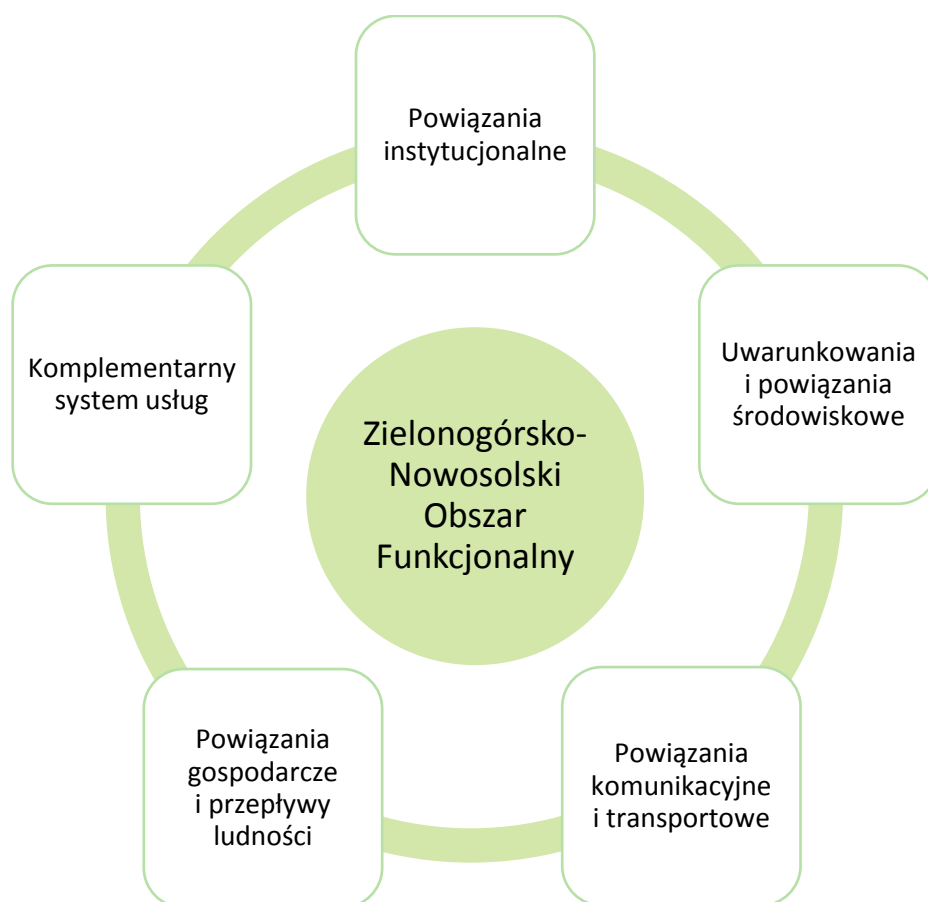 Powiązania
instytucjonalne
Uwarunkowania
i powiązania
środowiskowe
Komplementarny
system usług
Zielonogórsko-
Nowosolski
Obszar
Funkcjonalny
Powiązania
gospodarcze
i przepływy
ludności
Powiązania
komunikacyjne
i transportowe